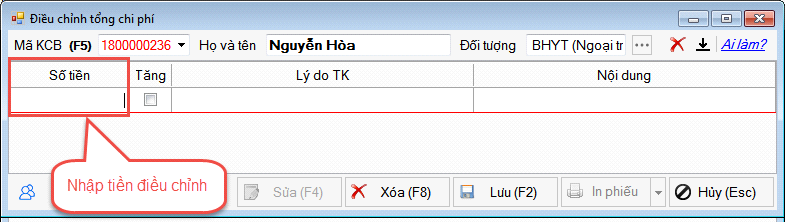 Điều chỉnh tổng chi phí
Mã KCB (F5) 1800000236 Họ và tên Nguyễn Hòa Đối tượng BHYT (Ngoại tr ... Ai làm?
Số tiền Tăng Lý do TK Nội dung
Nhập tiền điều chỉnh
Sửa (F4) Xóa (F8) Lưu (F2) In phiếu Hủy (Esc)